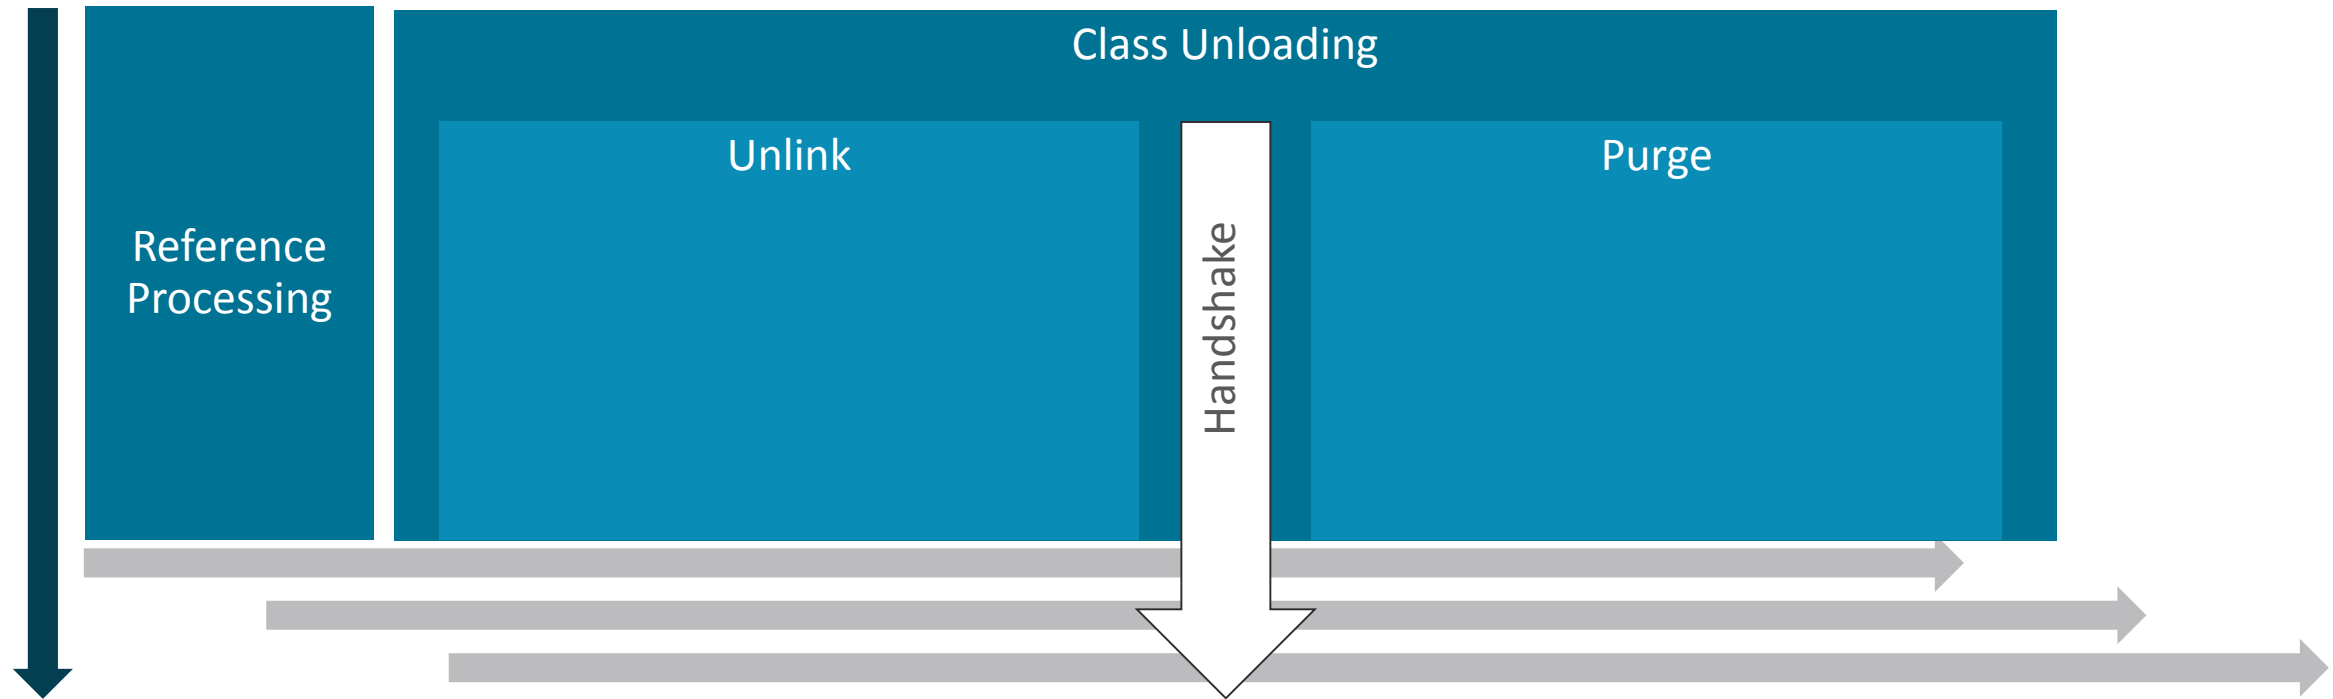 Class Unloading
Reference
Processing
Unlink
Handshake
Purge